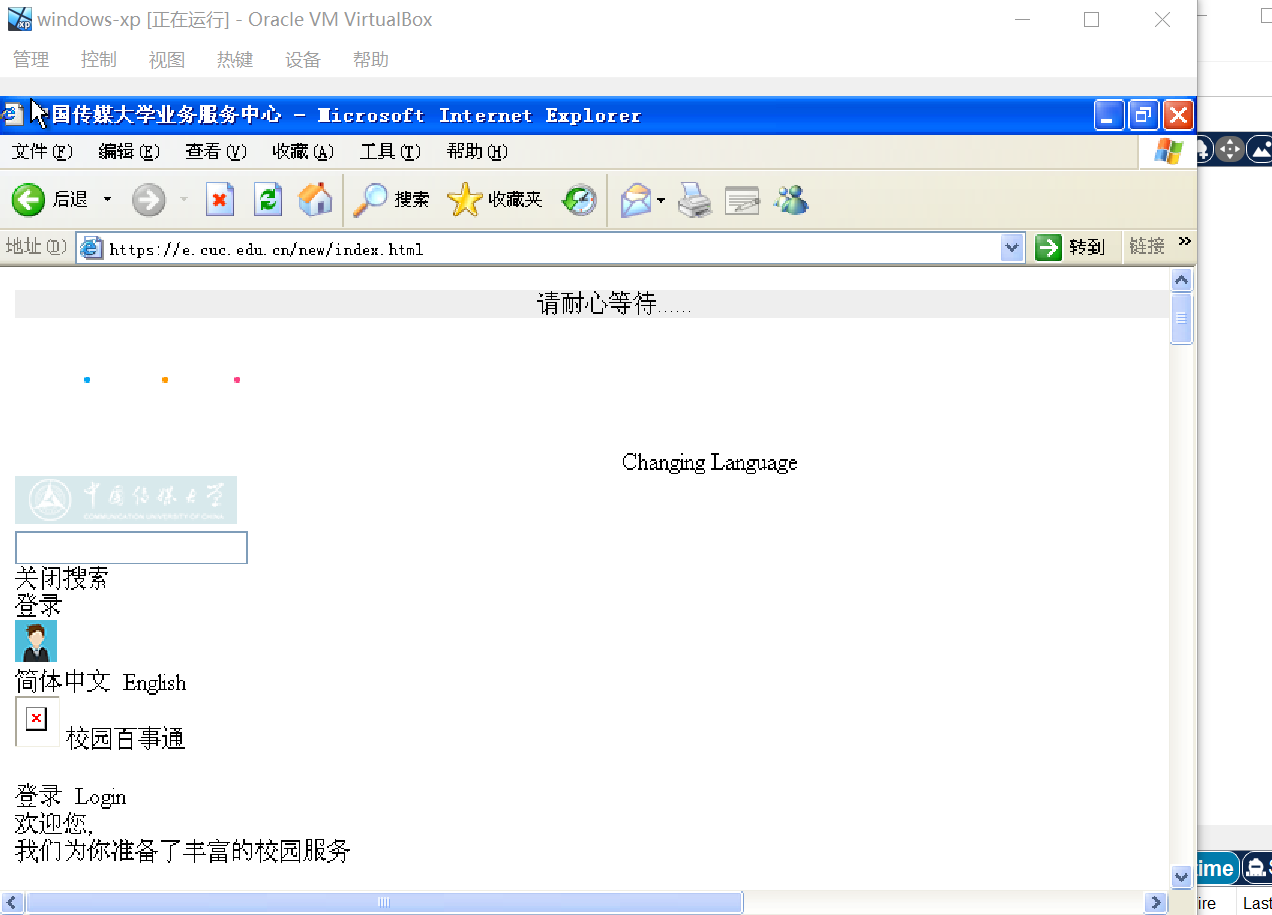 windows-xp [正在运行] - Oracle VM VirtualBox
管理 控制 视图 热键 设备 帮助
国传媒大学业务服务中心 - Microsoft Internet Explorer
文件(F) 编辑(E) 查看(V) 收藏(A) 工具(T) 帮助(H)
后退 搜索 收藏夹
地址(D) https://e.cuc.edu.cn/new/index.html 转到 链接 »
请耐心等待......
Changing Language
中国传媒大学
COMMUNICATION UNIVERSITY OF CHINA
关闭搜索
登录
简体中文 English
校园百事通
登录 Login
欢迎您,
我们为你准备了丰富的校园服务
ime
ire Last